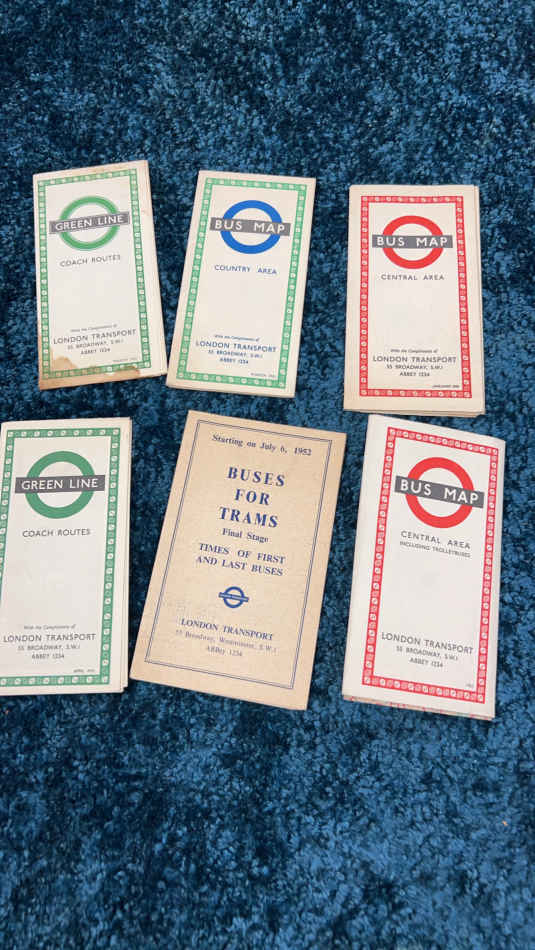 GREEN LINE
COACH ROUTES
With the Compliments of
LONDON TRANSPORT
55 BROADWAY, S.W.1
ABBEY 1234
BUS MAP
COUNTRY AREA
With the Compliments of
LONDON TRANSPORT
55 BROADWAY, S.W.1
ABBEY 1234
BUS MAP
CENTRAL AREA
With the Compliments of
LONDON TRANSPORT
55 BROADWAY, S.W.1
ABBEY 1234
GREEN LINE
COACH ROUTES
With the Compliments of
LONDON TRANSPORT
55 BROADWAY, S.W.1
ABBEY 1234
Starting on July 6, 1952
BUSES
FOR
TRAMS
Final Stage
TIMES OF FIRST
AND LAST BUSES
LONDON TRANSPORT
55 Broadway, Westminster, S.W.1
ABBey 1234
BUS MAP
CENTRAL AREA
INCLUDING TROLLEYBUSES
LONDON TRANSPORT
55 BROADWAY, S.W.1
ABBEY 1234